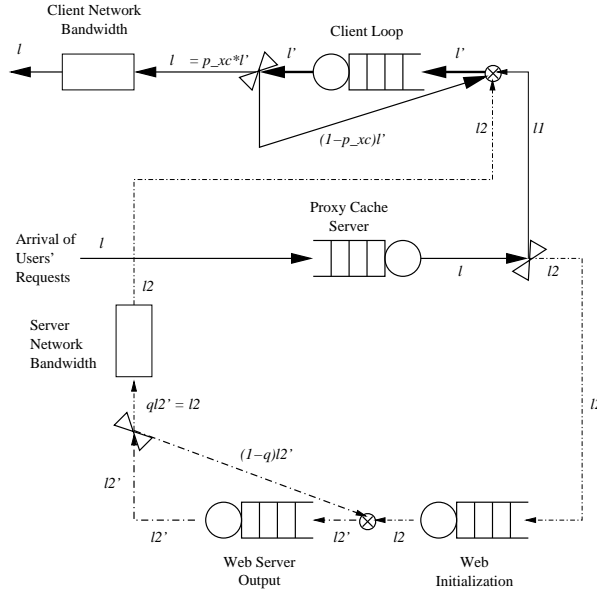 Client Network
Bandwidth
Client Loop
l
l = p_xc*l'
l'
l'
(1−p_xc)l'
l2
l1
Proxy Cache
Server
Arrival of
Users'
Requests
l
l
l2
l2
Server
Network
Bandwidth
ql2' = l2
l2
(1−q)l2'
l2'
l2'
l2'
l2
Web Server
Output
Web
Initialization